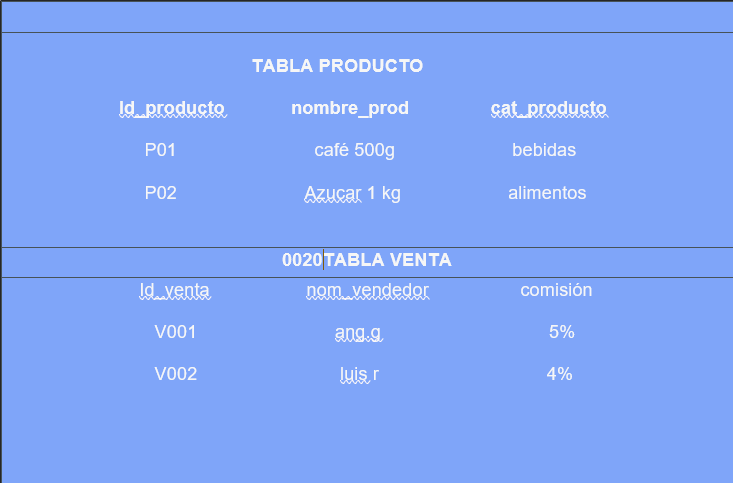 TABLA PRODUCTO
Id_producto nombre_prod cat_producto
P01 café 500g bebidas
P02 Azucar 1 kg alimentos
0020TABLA VENTA
Id_venta nom_vendedor comisión
V001 ang.g 5%
V002 luis r 4%